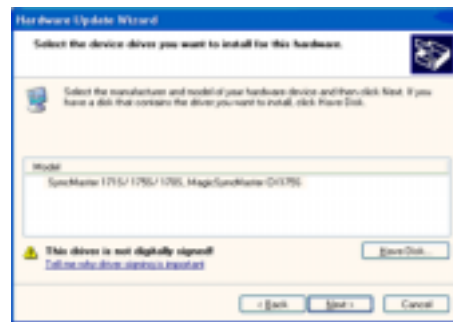 Hardware Update Wizard
Select the device driver you want to install for this hardware.
Select the manufacturer and model of your hardware device and then click Next. If you
have a disk that contains the driver you want to install, click Have Disk.
Model
SyncMaster 171S/ 175S/ 170S, MagicSyncMaster
This driver is not digitally signed!
Tell me why driver signing is important
Have Disk...
< Back
Next >
Cancel